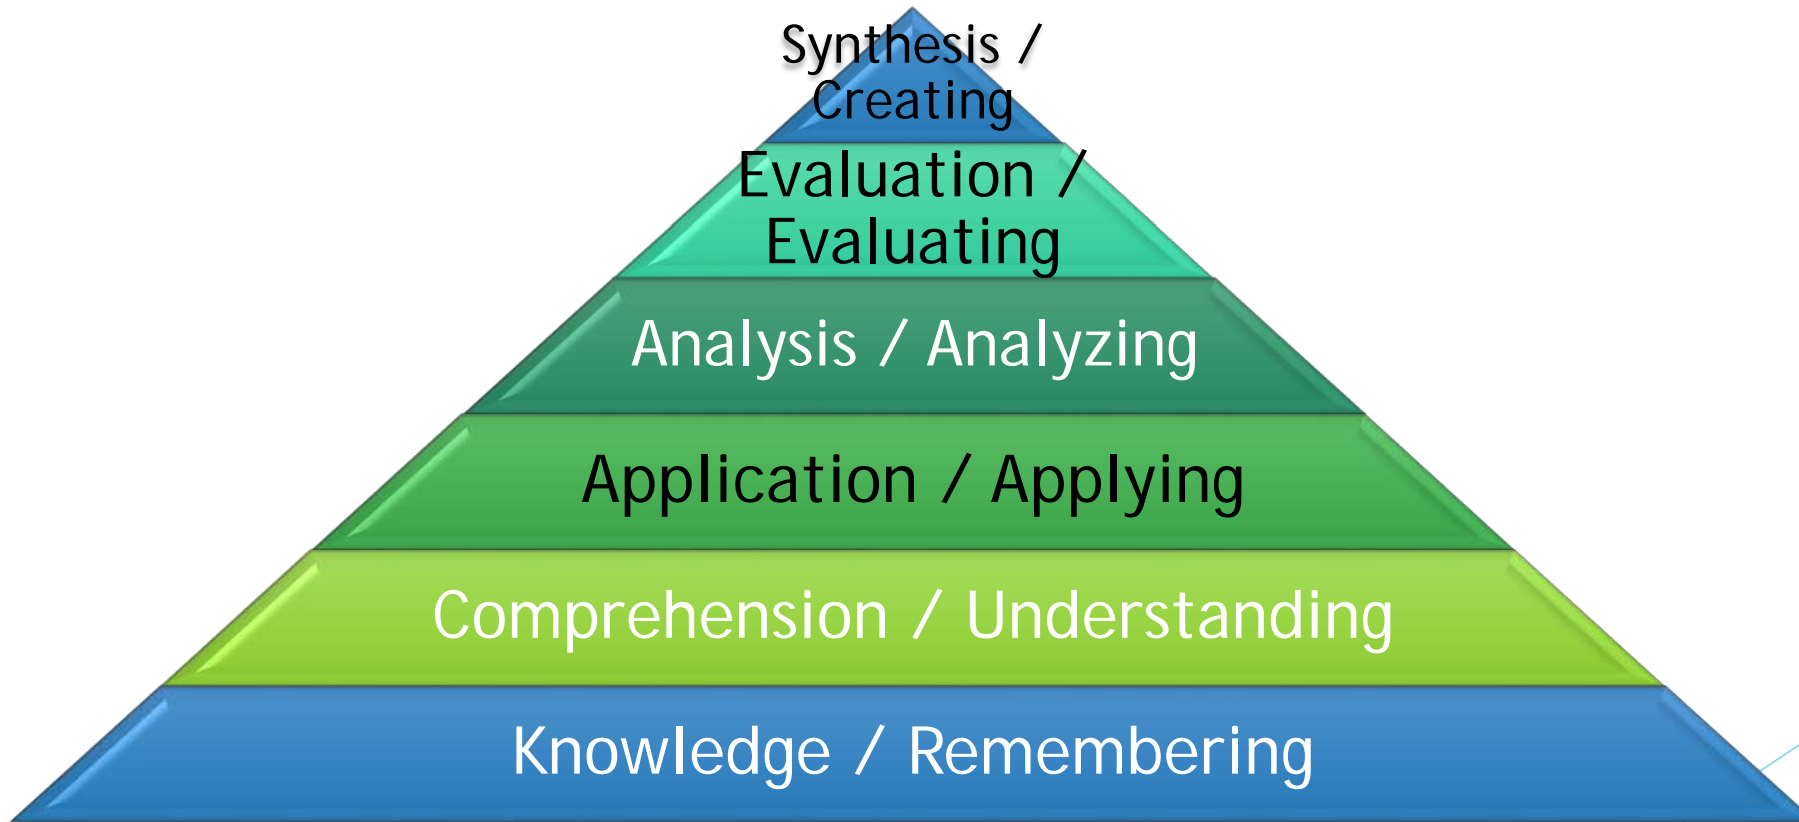 Synthesis /
Creating
Evaluation /
Evaluating
Analysis / Analyzing
Application / Applying
Comprehension / Understanding
Knowledge / Remembering